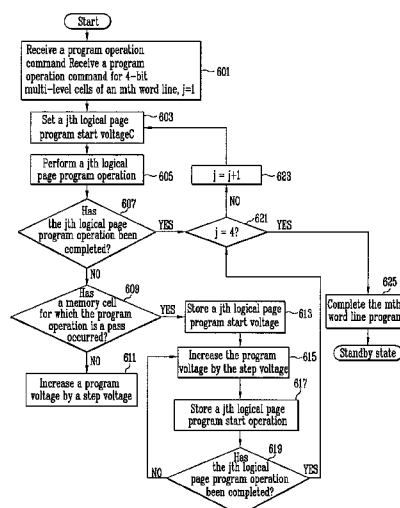 Start
Receive a program operation
command Receive a program
operation command for 4-bit
multi-level cells of an mth word line, j=1
601
603
Set a jth logical page
program start voltageC
Perform a jth logical
page program operation
605
j = j+1
623
607
Has
the jth logical page
program operation been
completed?
YES
NO
621
j = 4?
NO
YES
609
Has
a memory cell
for which the program
operation is a pass
occurred?
YES
NO
Store a jth logical page
program start voltage
613
625
Complete the mth
word line program
Standby state
611
Increase a program
voltage by a step voltage
Increase the program
voltage by the step voltage
615
617
Store a jth logical page
program start operation
619
Has
the jth logical
page program operation
been completed?
NO
YES